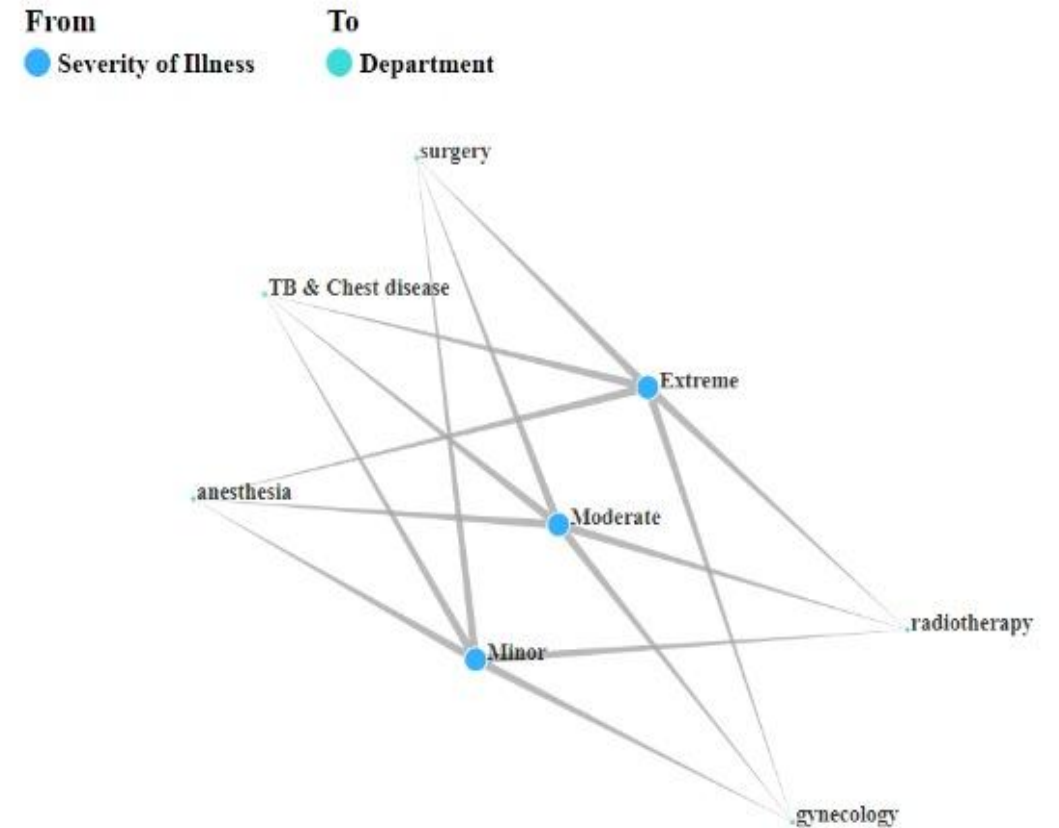 From To
Severity of Illness Department
surgery
TB & Chest disease
Extreme
anesthesia
Moderate
radiotherapy
Minor
gynecology